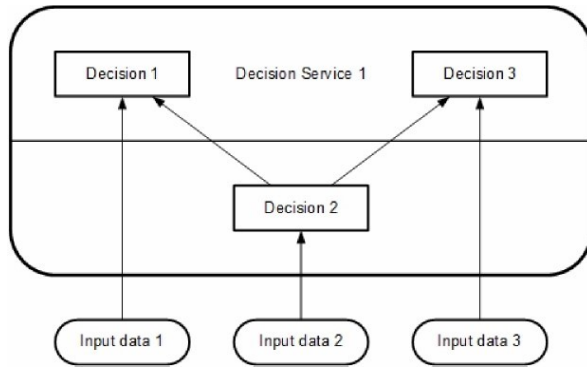 Decision 1
Decision Service 1
Decision 3
Decision 2
Input data 1
Input data 2
Input data 3